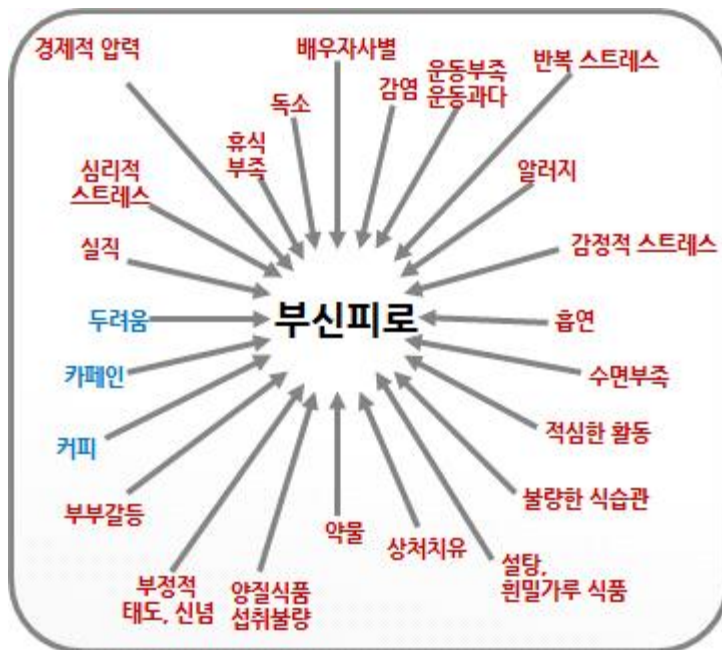 경제적 압력
배우자사별
반복 스트레스
독소
감염
운동부족
운동과다
휴식
부족
심리적
스트레스
알러지
실직
감정적 스트레스
두려움
부신피로
흡연
카페인
수면부족
커피
적심한 활동
부부갈등
불량한 식습관
약물
상처치유
설탕,
흰밀가루 식품
부정적
태도, 신념
양질식품
섭취불량